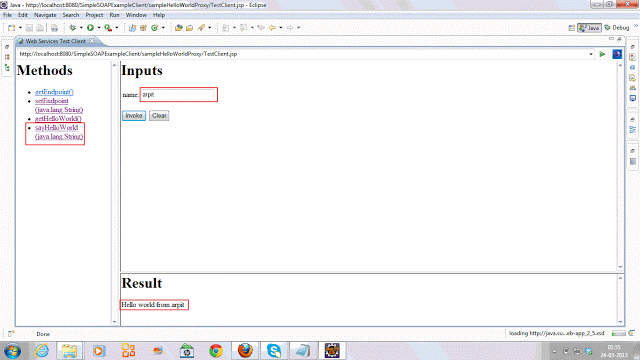 Java - http://localhost:8080/SimpleSOAPExampleClient/sampleHelloWorldProxy/TestClient.jsp - Eclipse
File Edit Navigate Search Project Run Window Help
Java Debug
Web Services Test Client
http://localhost:8080/SimpleSOAPExampleClient/sampleHelloWorldProxy/TestClient.jsp
Methods
getEndpoint()
setEndpoint
(java.lang.String)
getHelloWorld()
sayHelloWorld
(java.lang.String)
Inputs
name: arpit
Invoke Clear
Result
Hello world from arpit
Done
loading http://java.su...eb-app_2_5.xsd
01:55
24-03-2013